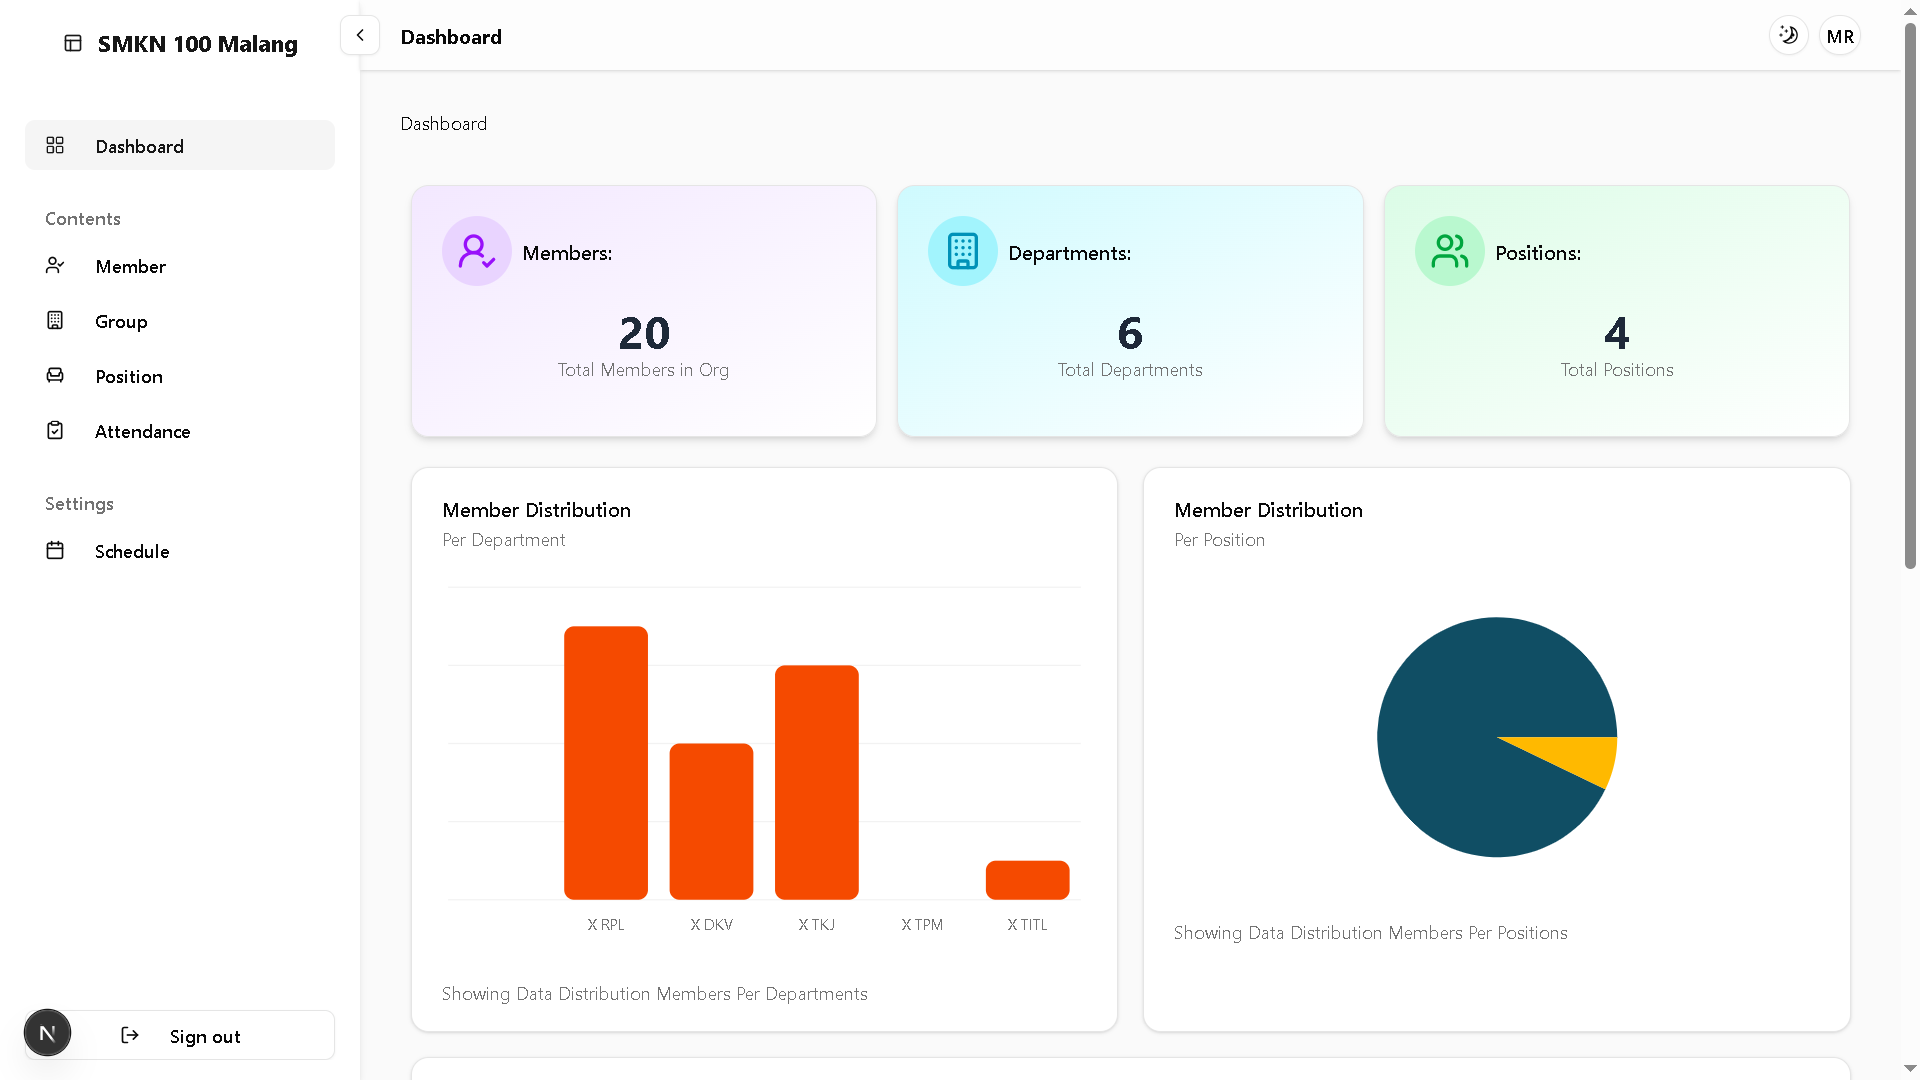 SMKN 100 Malang
Dashboard
MR
Dashboard
Contents
Member
Group
Position
Attendance
Settings
Schedule
N
Sign out
Dashboard
Members:
20
Total Members in Org
Departments:
6
Total Departments
Positions:
4
Total Positions
Member Distribution
Per Department
X RPL
X DKV
X TKJ
X TPM
X TITL
Showing Data Distribution Members Per Departments
Member Distribution
Per Position
Showing Data Distribution Members Per Positions